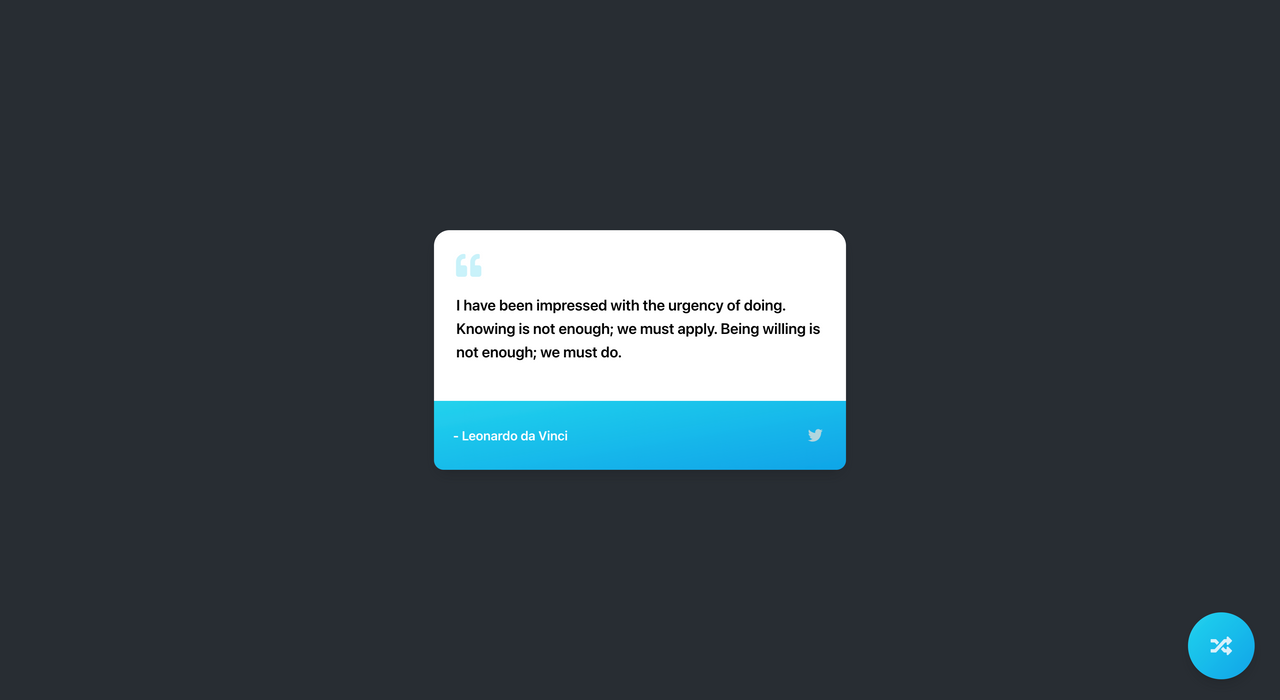 I have been impressed with the urgency of doing.
Knowing is not enough; we must apply. Being willing is
not enough; we must do.
- Leonardo da Vinci